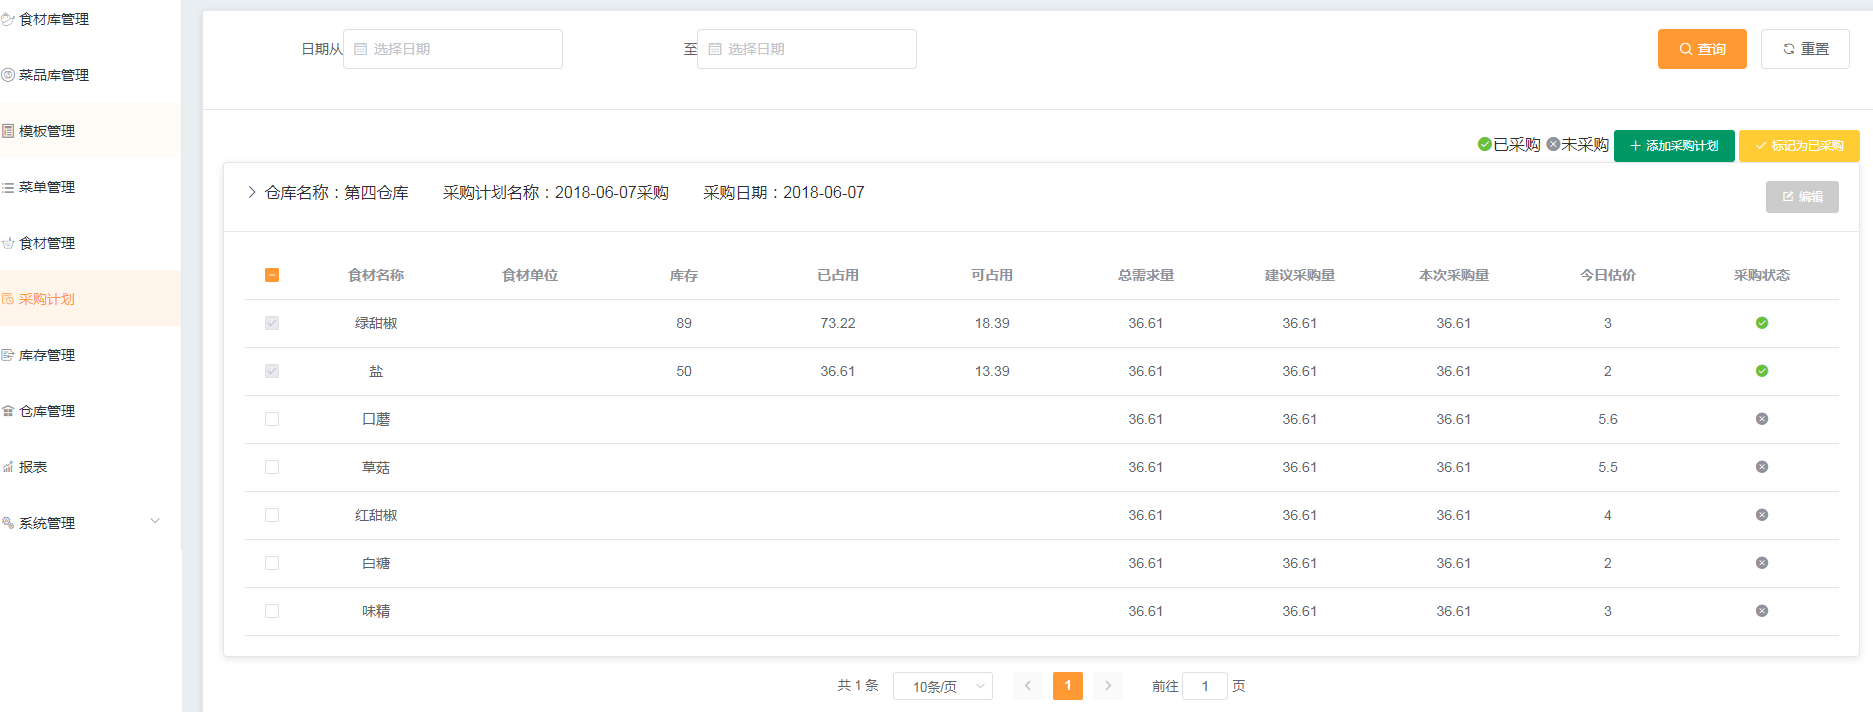 食材库管理
菜品库管理
模板管理
菜单管理
食材管理
采购计划
库存管理
仓库管理
报表
系统管理
日期从 选择日期 至 选择日期 查询 重置
已采购 未采购 添加采购计划 标记为已采购
仓库名称：第四仓库 采购计划名称：2018-06-07采购 采购日期：2018-06-07 编辑
食材名称 食材单位 库存 已占用 可占用 总需求量 建议采购量 本次采购量 今日估价 采购状态
绿甜椒 89 73.22 18.39 36.61 36.61 36.61 3
盐 50 36.61 13.39 36.61 36.61 36.61 2
口蘑 36.61 36.61 36.61 5.6
草菇 36.61 36.61 36.61 5.5
红甜椒 36.61 36.61 36.61 4
白糖 36.61 36.61 36.61 2
味精 36.61 36.61 36.61 3
共 1 条 10条/页 1 前往 1 页